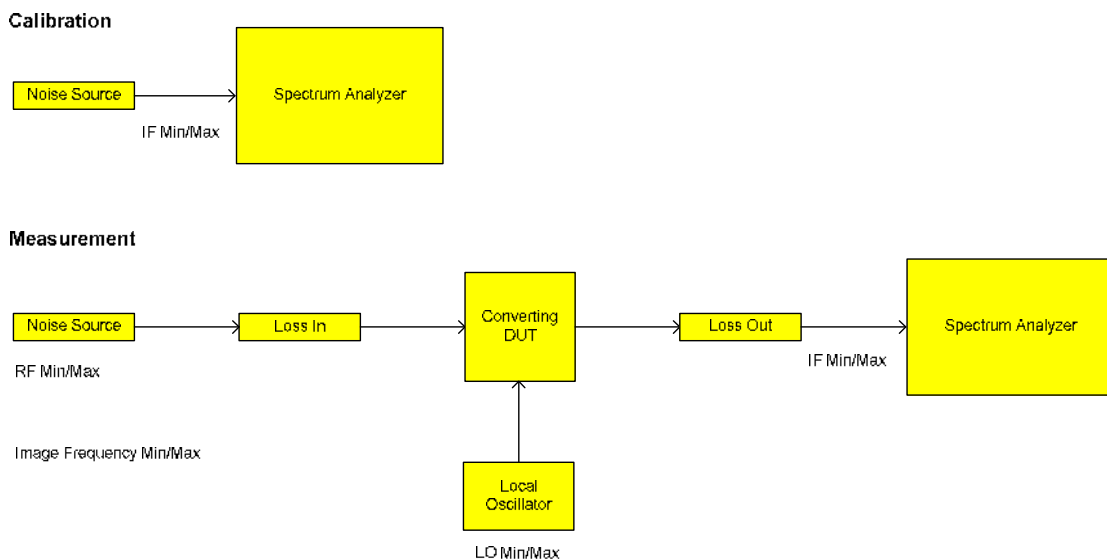 Calibration
Noise Source
Spectrum Analyzer
IF Min/Max
Measurement
Noise Source
Loss In
Converting
DUT
Loss Out
Spectrum Analyzer
RF Min/Max
IF Min/Max
Image Frequency Min/Max
Local
Oscillator
LO Min/Max